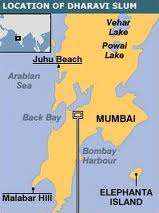 LOCATION OF DHARAVI SLUM
Vehar
Lake
Powai
Lake
Juhu Beach
Arabian
Sea
Back Bay
MUMBAI
Bombay
Harbour
Malabar Hill
ELEPHANTA
ISLAND